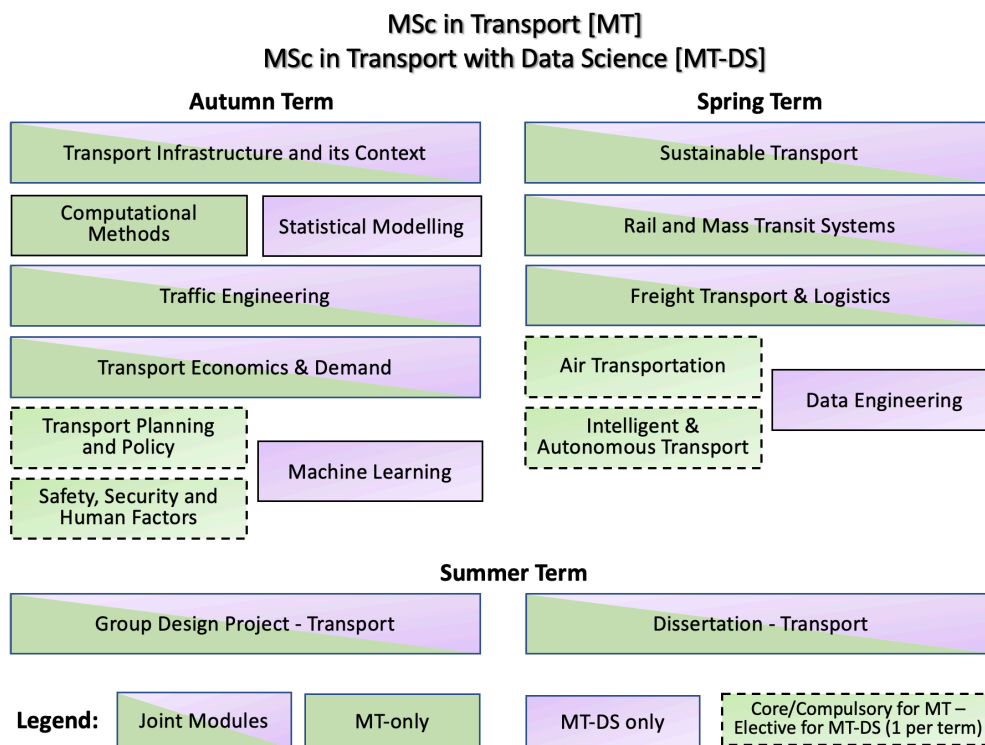 MSc in Transport [MT]
MSc in Transport with Data Science [MT-DS]
Autumn Term
Transport Infrastructure and its Context
Computational
Methods
Statistical Modelling
Traffic Engineering
Transport Economics & Demand
Transport Planning
and Policy
Machine Learning
Safety, Security and
Human Factors
Spring Term
Sustainable Transport
Rail and Mass Transit Systems
Freight Transport & Logistics
Air Transportation
Data Engineering
Intelligent &
Autonomous Transport
Summer Term
Group Design Project - Transport
Dissertation - Transport
Legend:
Joint Modules
MT-only
MT-DS only
Core/Compulsory for MT –
Elective for MT-DS (1 per term)